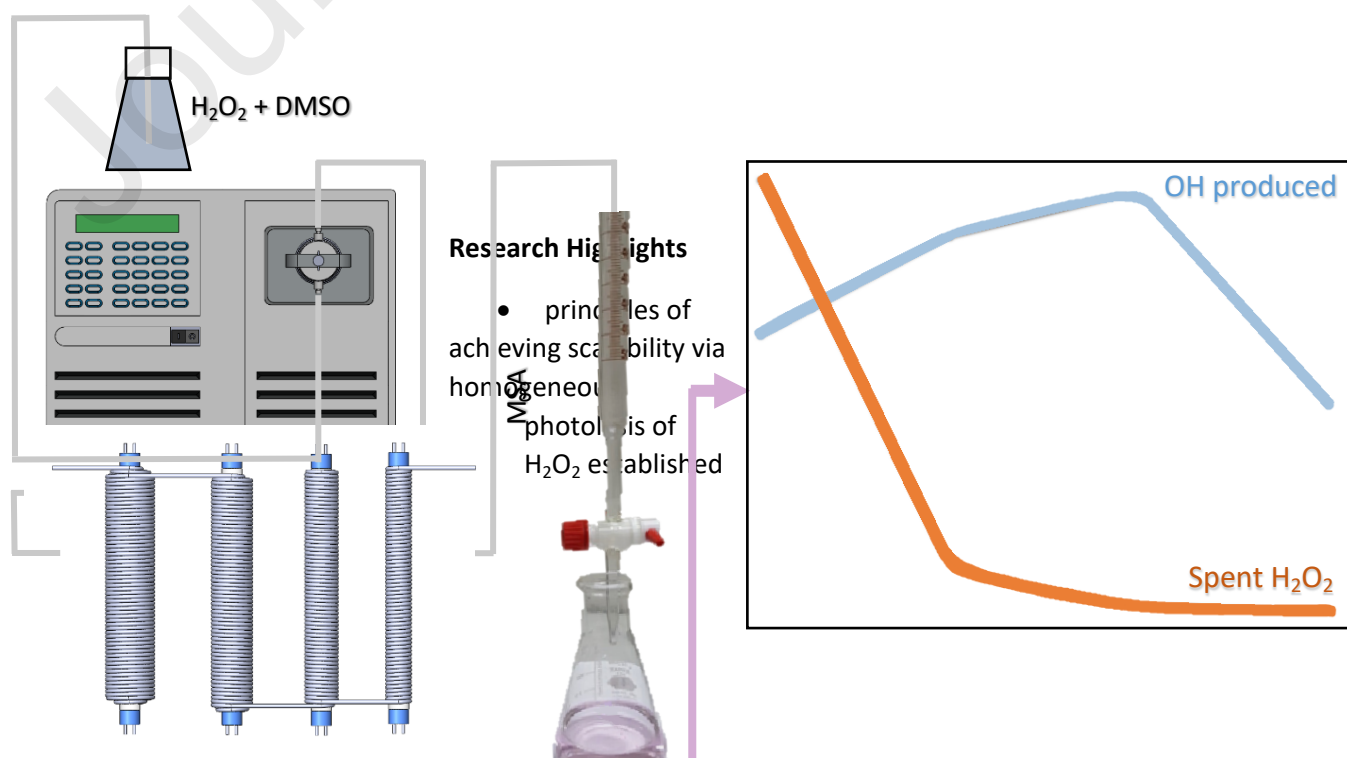 Jou
H₂O₂ + DMSO
OH produced
Research Highlights
• principles of
achieving scalability via
homogeneous
photolysis of
H₂O₂ established
MSA
Spent H₂O₂